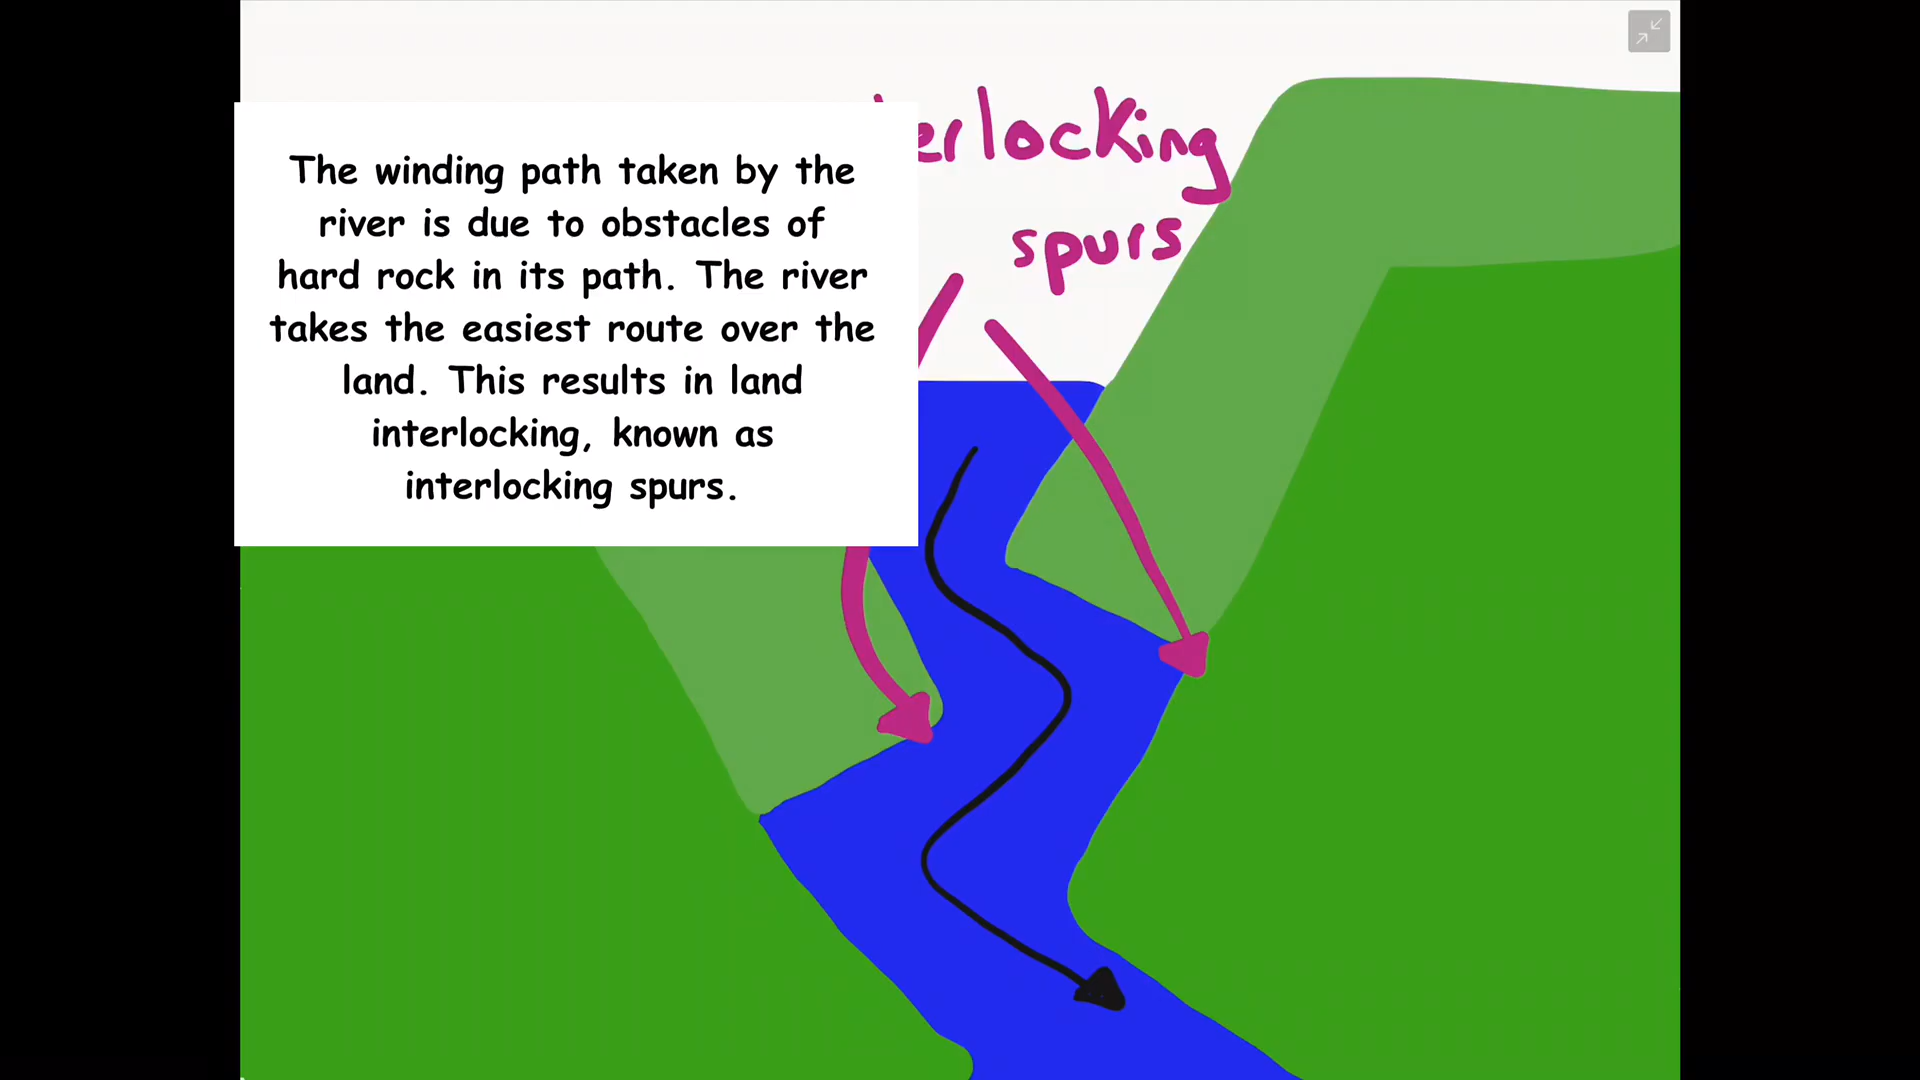 The winding path taken by the
river is due to obstacles of
hard rock in its path. The river
takes the easiest route over the
land. This results in land
interlocking, known as
interlocking spurs.
erlocking
spurs